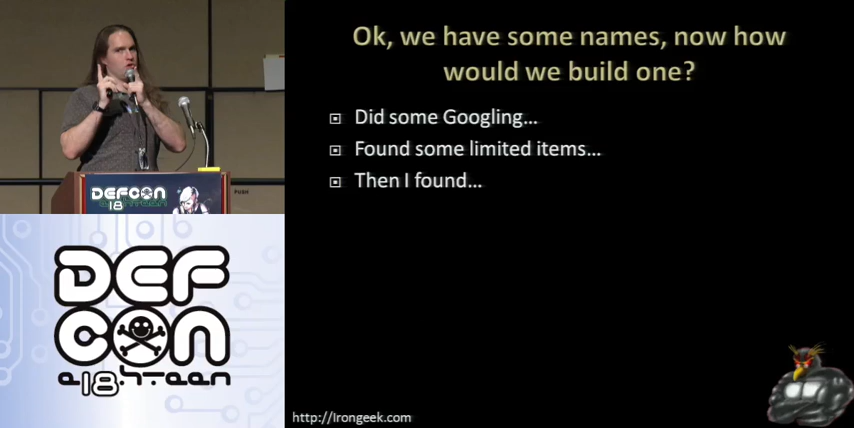 Ok, we have some names, now how
would we build one?
Did some Googling...
Found some limited items...
Then I found...
PUSH
DEFCON
18
DEF
CON
e18hteen
http://Irongeek.com